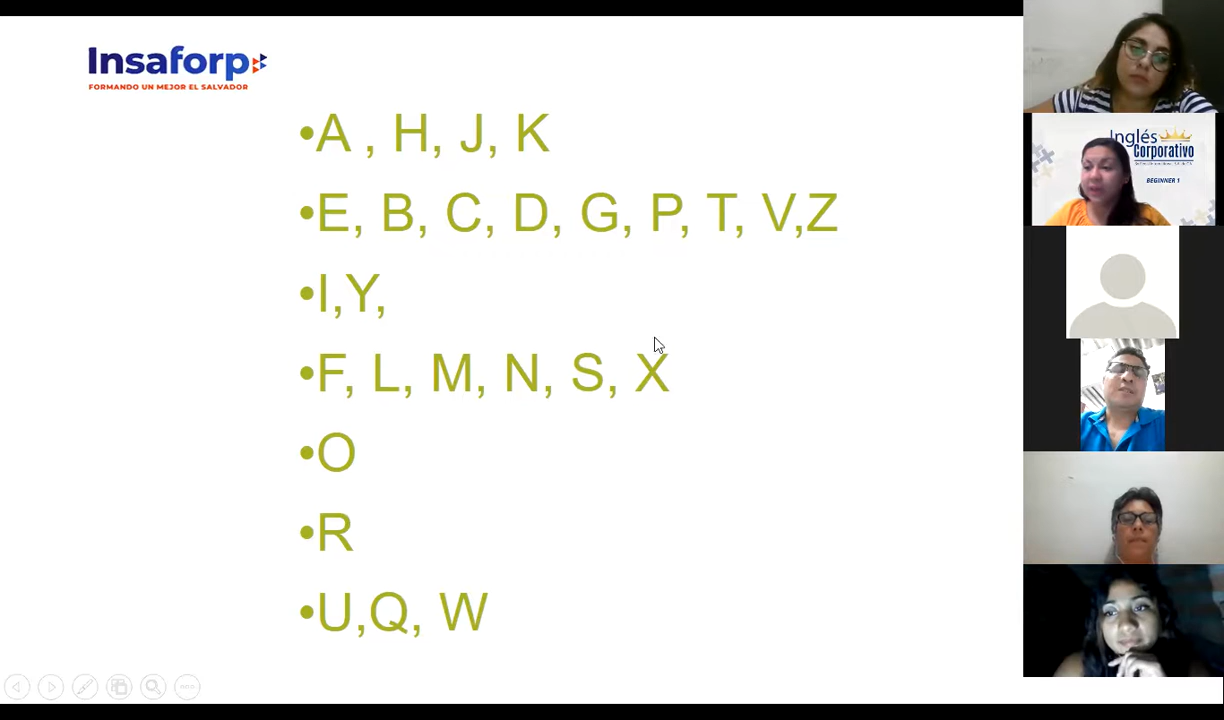 Insaforp
FORMANDO UN MEJOR EL SALVADOR
•A , H, J, K
•E, B, C, D, G, P, T, V,Z
•I,Y,
•F, L, M, N, S, X
•O
•R
•U,Q, W
Inglés
Corporativo
BEGINNER 1